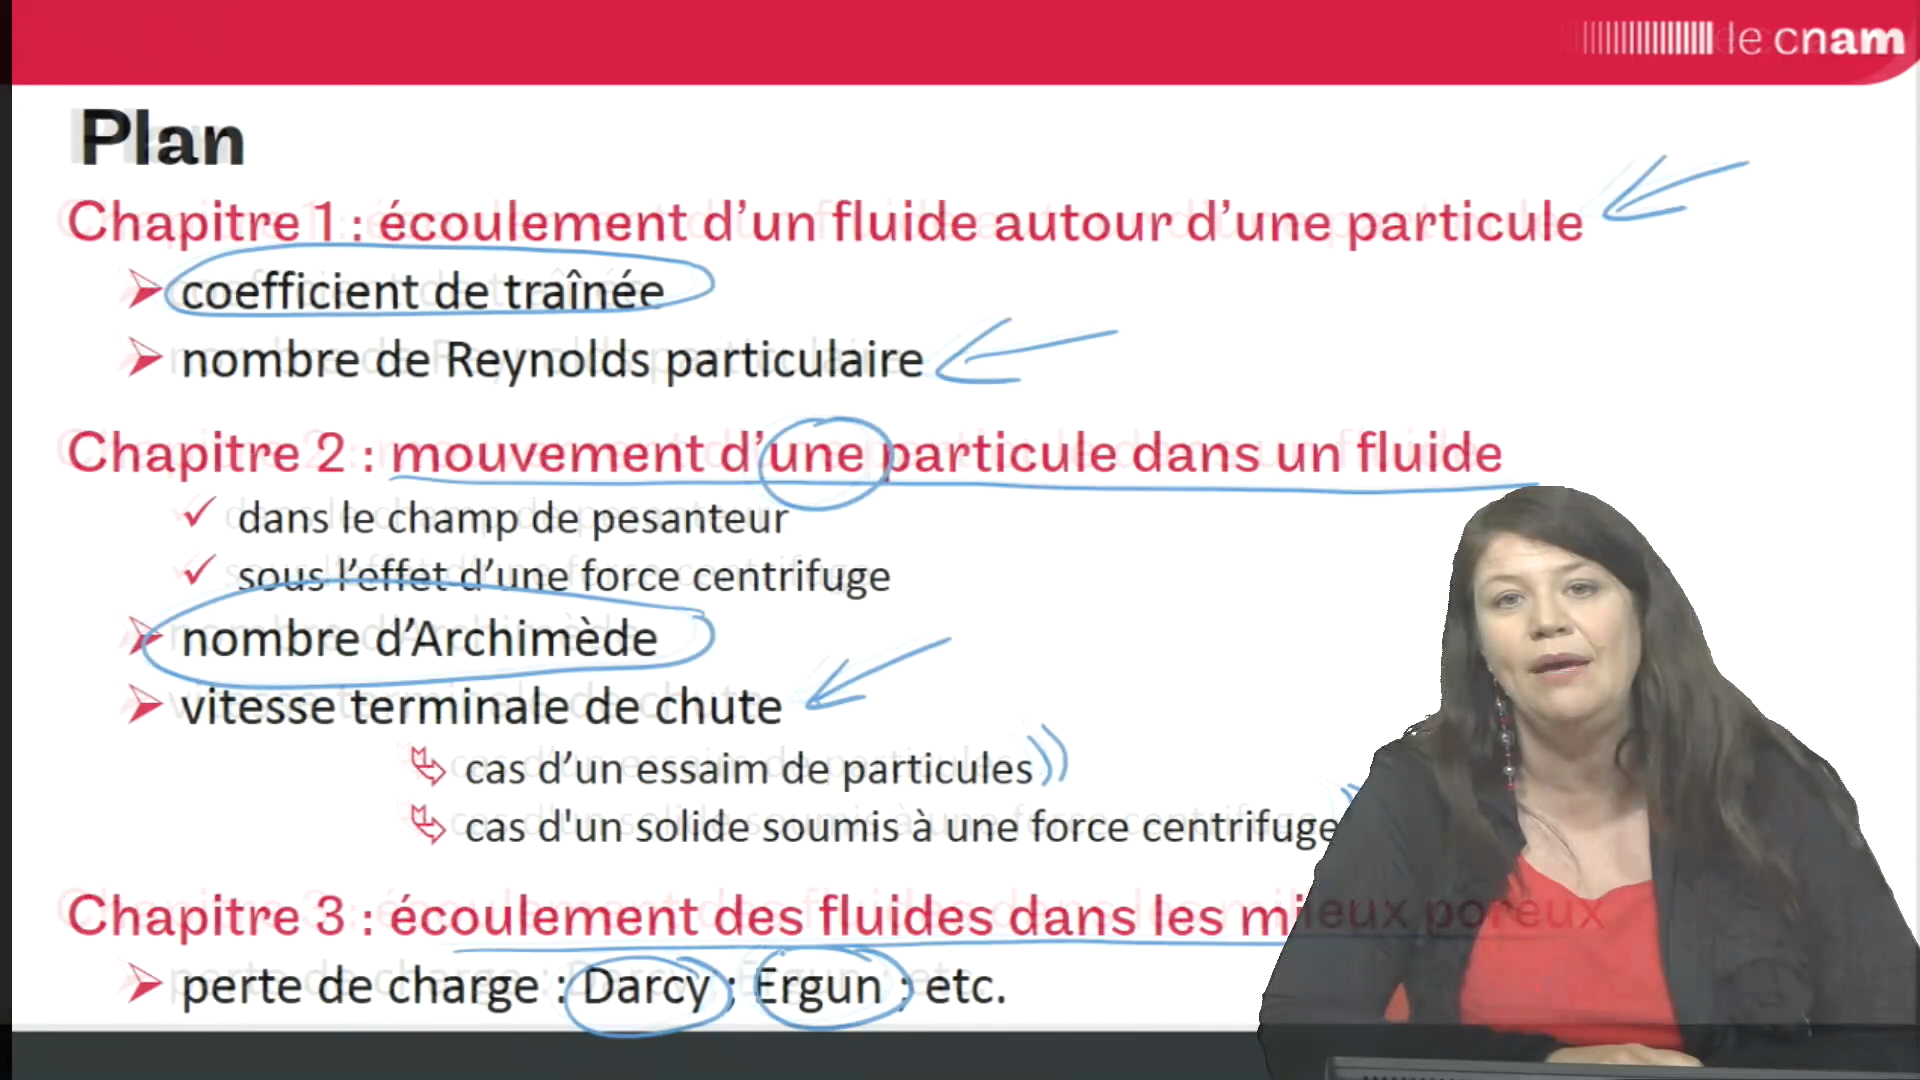 le cnam
Plan
Chapitre 1 : écoulement d’un fluide autour d’une particule
coefficient de traînée
nombre de Reynolds particulaire
Chapitre 2 : mouvement d’une particule dans un fluide
dans le champ de pesanteur
sous l’effet d’une force centrifuge
nombre d’Archimède
vitesse terminale de chute
cas d’un essaim de particules
cas d'un solide soumis à une force centrifuge
Chapitre 3 : écoulement des fluides dans les milieux poreux
perte de charge : Darcy ; Ergun ; etc.